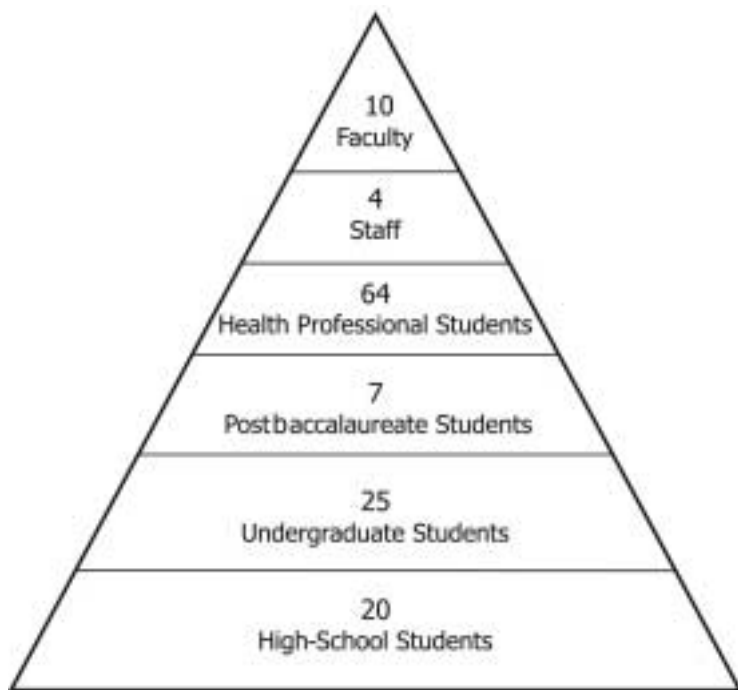 10
Faculty
4
Staff
64
Health Professional Students
7
Postbaccalaureate Students
25
Undergraduate Students
20
High-School Students